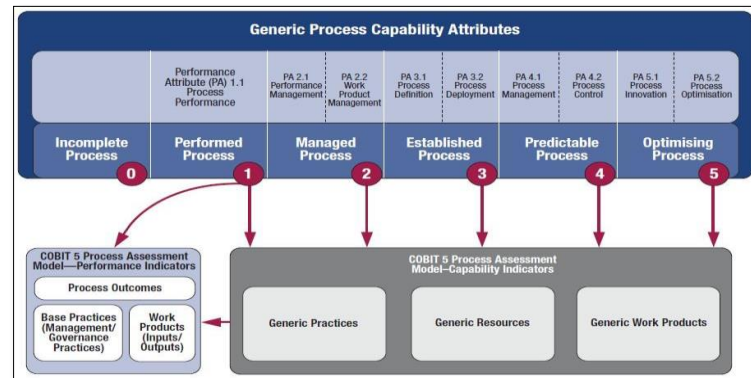 Generic Process Capability Attributes
Performance
Attribute (PA) 1.1
Process
Performance
PA 2.1
Performance
Management
PA 2.2
Work
Product
Management
PA 3.1
Process
Definition
PA 3.2
Process
Deployment
PA 4.1
Process
Management
PA 4.2
Process
Control
PA 5.1
Process
Innovation
PA 5.2
Process
Optimisation
Incomplete
Process
0
Performed
Process
1
Managed
Process
2
Established
Process
3
Predictable
Process
4
Optimising
Process
5
COBIT 5 Process Assessment
Model—Performance Indicators
Process Outcomes
Base Practices
(Management/
Governance
Practices)
Work
Products
(Inputs/
Outputs)
COBIT 5 Process Assessment
Model–Capability Indicators
Generic Practices
Generic Resources
Generic Work Products